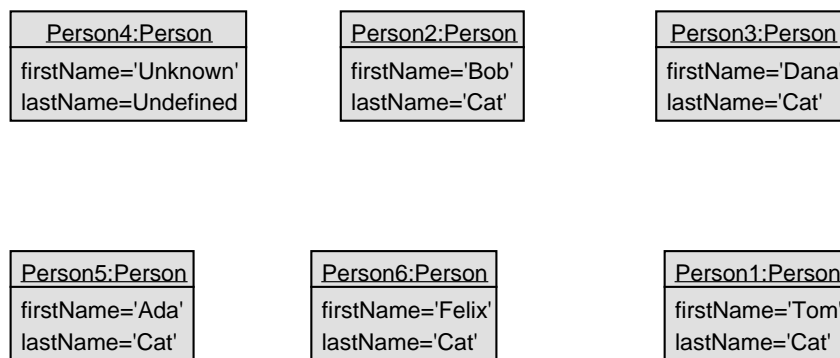 Person4:Person
firstName='Unknown'
lastName=Undefined
Person2:Person
firstName='Bob'
lastName='Cat'
Person3:Person
firstName='Dana'
lastName='Cat'
Person5:Person
firstName='Ada'
lastName='Cat'
Person6:Person
firstName='Felix'
lastName='Cat'
Person1:Person
firstName='Tom'
lastName='Cat'